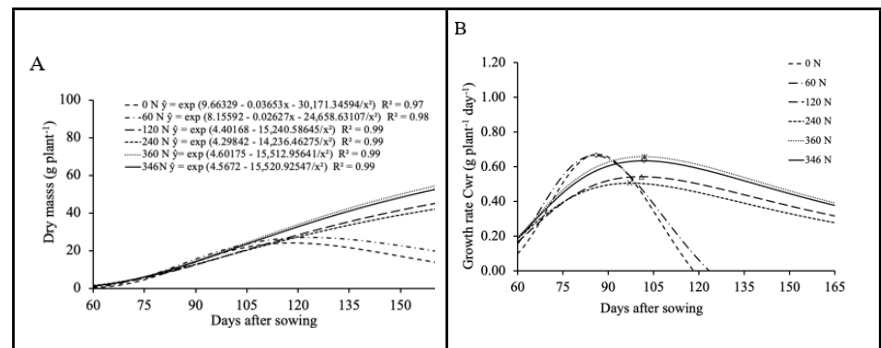 A
100
80
60
40
20
0
Dry masss (g plant⁻¹)
0 N ŷ = exp (9.66329 - 0.03653x - 30,171.34594/x²) R² = 0.97
60 N ŷ = exp (8.15592 - 0.02627x - 24,658.63107/x²) R² = 0.98
120 N ŷ = exp (4.40168 - 15,240.58645/x²) R² = 0.99
240 N ŷ = exp (4.29842 - 14,236.46275/x²) R² = 0.99
360 N ŷ = exp (4.60175 - 15,512.95641/x²) R² = 0.99
346N ŷ = exp (4.5672 - 15,520.92547/x²) R² = 0.99
60 75 90 105 120 135 150
Days after sowing
B
1.20
1.00
0.80
0.60
0.40
0.20
0.00
Growth rate Cwr (g plant⁻¹ day⁻¹)
0 N
60 N
120 N
240 N
360 N
346 N
60 75 90 105 120 135 150 165
Days after sowing